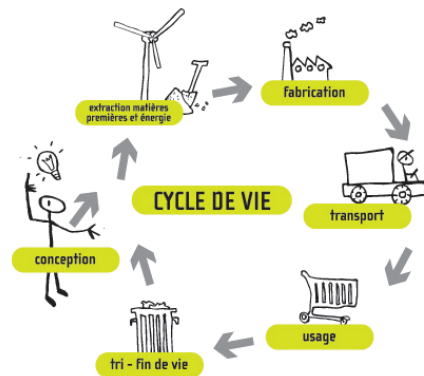 extraction matières
premières et énergie
fabrication
CYCLE DE VIE
transport
conception
usage
tri - fin de vie